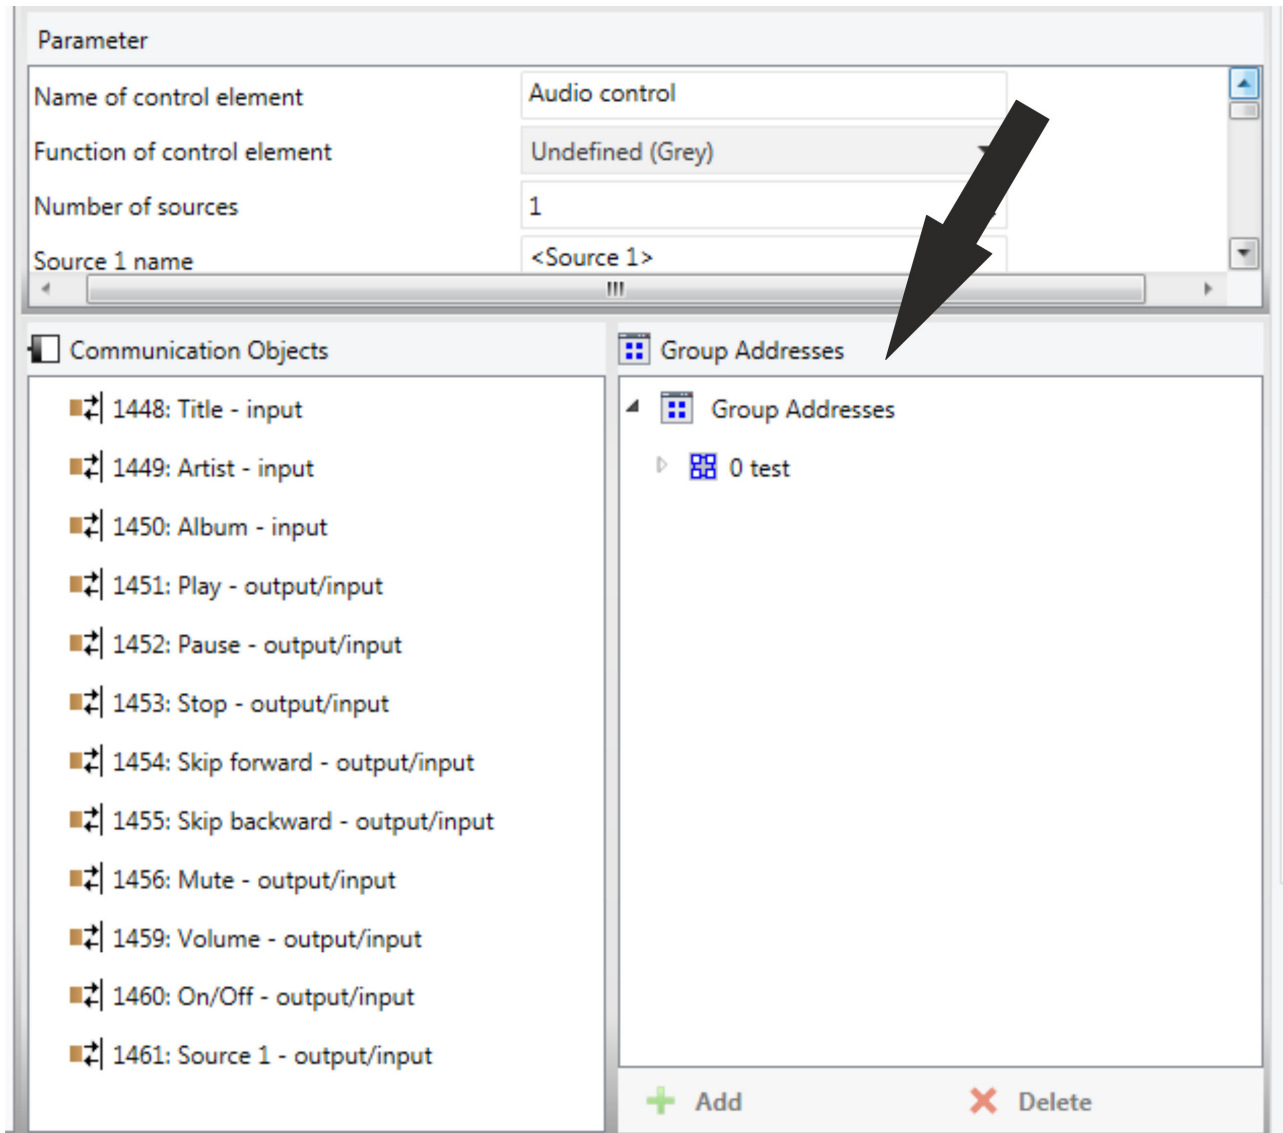 Parameter
Name of control element
Audio control
Function of control element
Undefined (Grey)
Number of sources
1
Source 1 name
<Source 1>
Communication Objects
1448: Title - input
1449: Artist - input
1450: Album - input
1451: Play - output/input
1452: Pause - output/input
1453: Stop - output/input
1454: Skip forward - output/input
1455: Skip backward - output/input
1456: Mute - output/input
1459: Volume - output/input
1460: On/Off - output/input
1461: Source 1 - output/input
Group Addresses
Group Addresses
0 test
Add
Delete